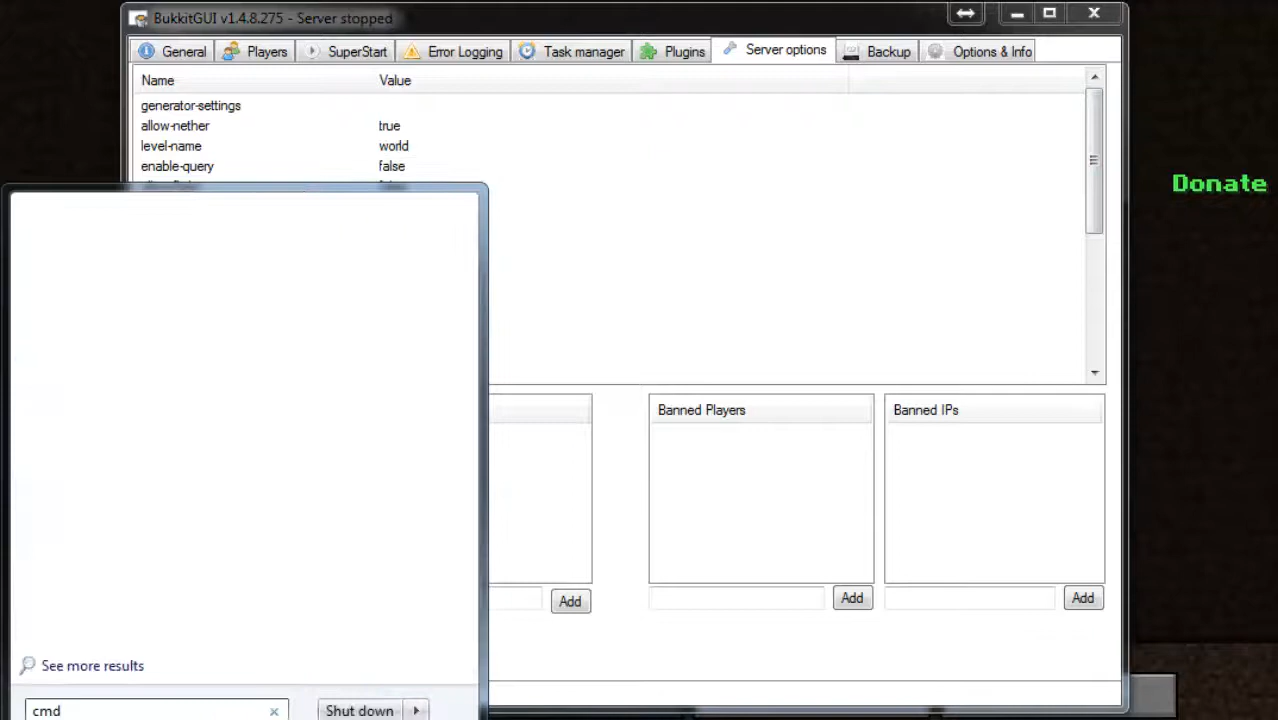 BukkitGUI v1.4.8.275 - Server stopped
General Players SuperStart Error Logging Task manager Plugins Server options Backup Options & Info
Name Value
generator-settings
allow-nether true
level-name world
enable-query false
Donate
Banned Players Banned IPs
Add Add Add
See more results
cmd Shut down